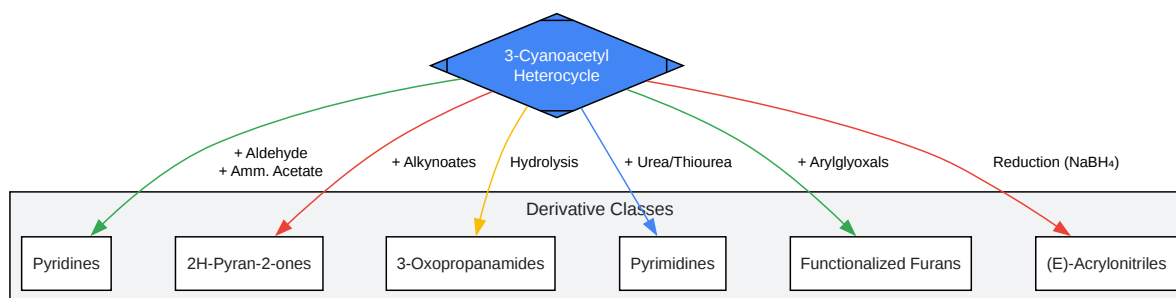 3-Cyanoacetyl
Heterocycle
+ Aldehyde
+ Amm. Acetate
+ Alkynoates
Hydrolysis
+ Urea/Thiourea
+ Arylglyoxals
Reduction (NaBH₄)
Derivative Classes
Pyridines
2H-Pyran-2-ones
3-Oxopropanamides
Pyrimidines
Functionalized Furans
(E)-Acrylonitriles